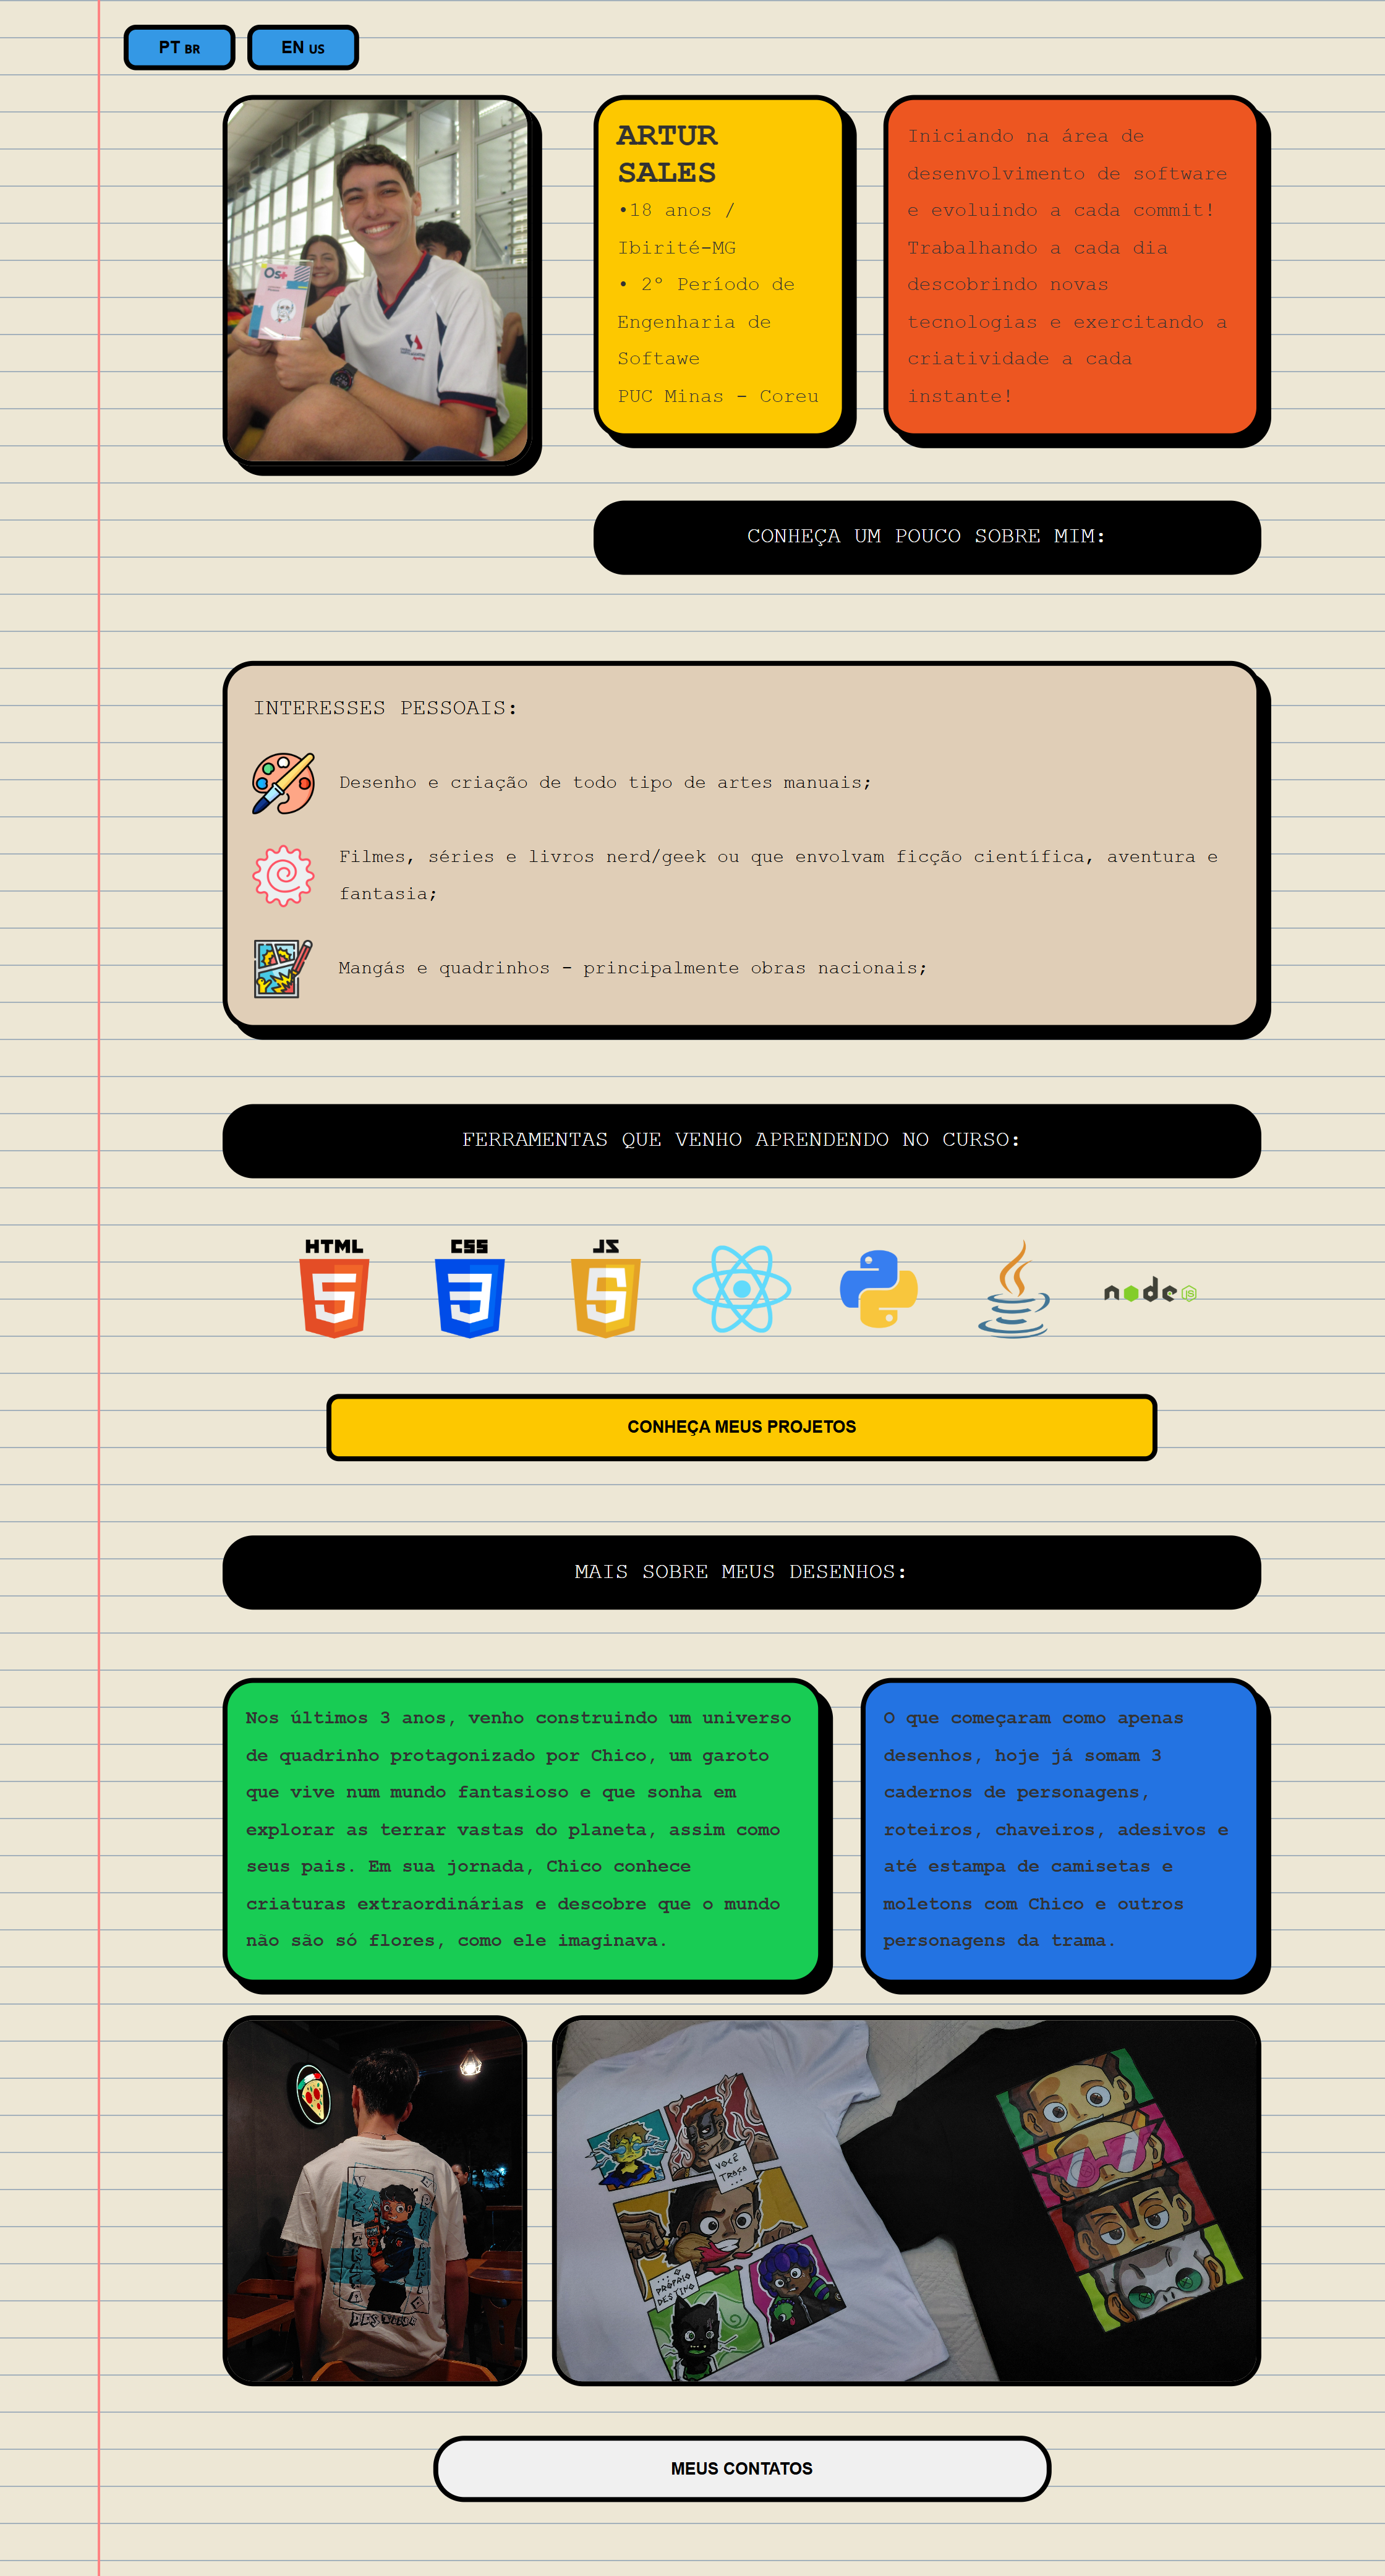 PT BR
EN US
Os+
ARTUR
SALES
•18 anos /
Ibirité-MG
• 2º Período de
Engenharia de
Softawe
PUC Minas - Coreu
Iniciando na área de
desenvolvimento de software
e evoluindo a cada commit!
Trabalhando a cada dia
descobrindo novas
tecnologias e exercitando a
criatividade a cada
instante!
CONHEÇA UM POUCO SOBRE MIM:
INTERESSES PESSOAIS:
Desenho e criação de todo tipo de artes manuais;
Filmes, séries e livros nerd/geek ou que envolvam ficção científica, aventura e
fantasia;
Mangás e quadrinhos - principalmente obras nacionais;
FERRAMENTAS QUE VENHO APRENDENDO NO CURSO:
HTML
CSS
JS
node
JS
CONHEÇA MEUS PROJETOS
MAIS SOBRE MEUS DESENHOS:
Nos últimos 3 anos, venho construindo um universo
de quadrinho protagonizado por Chico, um garoto
que vive num mundo fantasioso e que sonha em
explorar as terrar vastas do planeta, assim como
seus pais. Em sua jornada, Chico conhece
criaturas extraordinárias e descobre que o mundo
não são só flores, como ele imaginava.
O que começaram como apenas
desenhos, hoje já somam 3
cadernos de personagens,
roteiros, chaveiros, adesivos e
até estampa de camisetas e
moletons com Chico e outros
personagens da trama.
VOCÊ
TRAÇA
...
... O
PRÓPRIO
DESTINO
MEUS CONTATOS